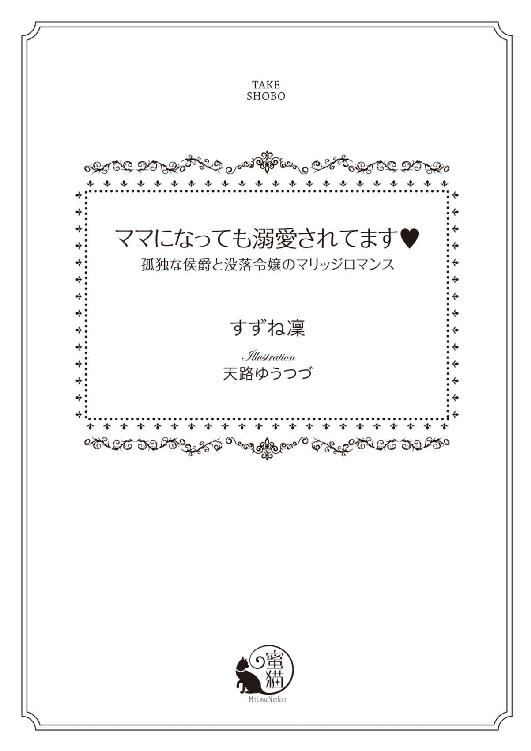 TAKE
SHOBO
ママになっても溺愛されてます♥
孤独な侯爵と没落令嬢のマリッジロマンス
すずね凜
Illustration
天路ゆうつづ
蜜猫
MitsuNeko